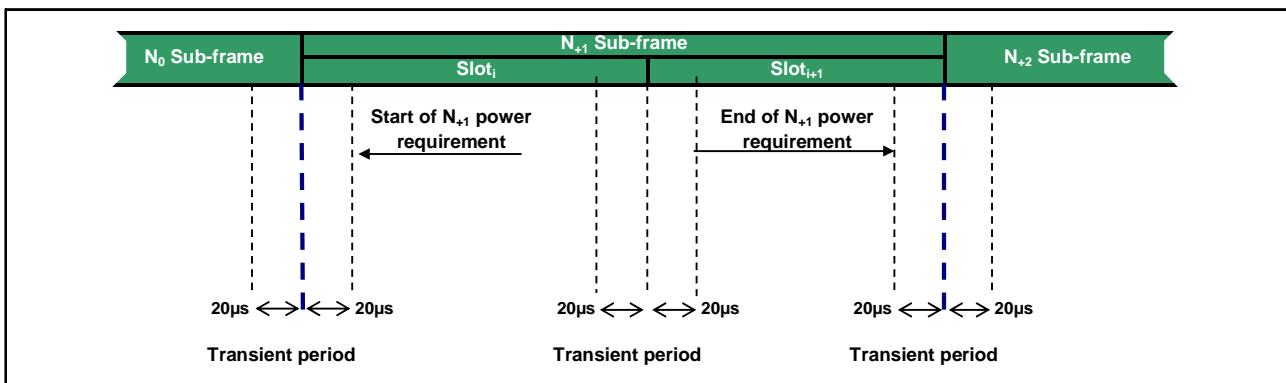 N+1 Sub-frame
N0 Sub-frame
N+2 Sub-frame
Sloti
Sloti+1
Start of N+1 power
requirement
End of N+1 power
requirement
20µs
20µs
20µs
20µs
20µs
20µs
Transient period
Transient period
Transient period